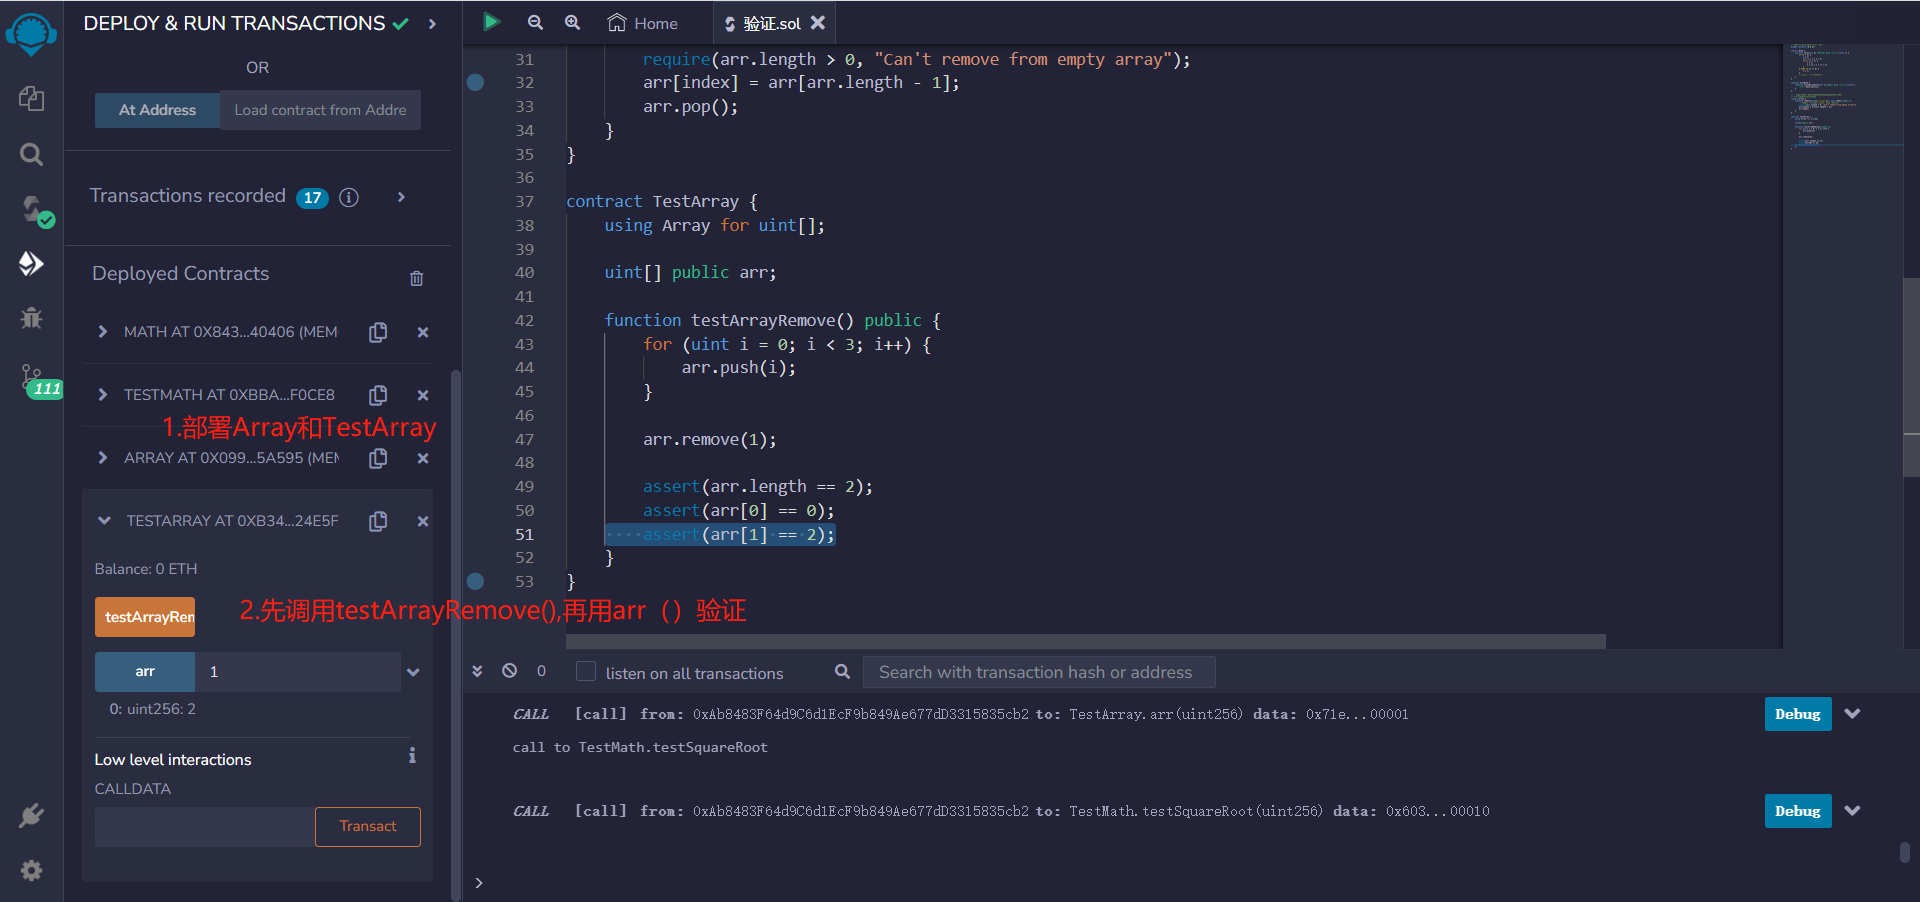 DEPLOY & RUN TRANSACTIONS
OR
At Address
Load contract from Addre
Transactions recorded 17
Deployed Contracts
MATH AT 0X843...40406 (MEM
TESTMATH AT 0XBBA...F0CE8
1.部署Array和TestArray
ARRAY AT 0X099...5A595 (MEM
TESTARRAY AT 0XB34...24E5F
Balance: 0 ETH
testArrayRen
arr 1
0: uint256: 2
Low level interactions
CALLDATA
Transact
111
Home
验证.sol
31 require(arr.length > 0, "Can't remove from empty array");
32 arr[index] = arr[arr.length - 1];
33 arr.pop();
34 }
35 }
36
37 contract TestArray {
38 using Array for uint[];
39
40 uint[] public arr;
41
42 function testArrayRemove() public {
43 for (uint i = 0; i < 3; i++) {
44 arr.push(i);
45 }
46
47 arr.remove(1);
48
49 assert(arr.length == 2);
50 assert(arr[0] == 0);
51 ····assert(arr[1]·==·2);
52 }
53 }
2.先调用testArrayRemove(),再用arr（）验证
0
listen on all transactions
Search with transaction hash or address
CALL [call] from: 0xAb8483F64d9C6d1EcF9b849Ae677dD3315835cb2 to: TestArray.arr(uint256) data: 0x71e...00001
Debug
call to TestMath.testSquareRoot
CALL [call] from: 0xAb8483F64d9C6d1EcF9b849Ae677dD3315835cb2 to: TestMath.testSquareRoot(uint256) data: 0x603...00010
Debug
>